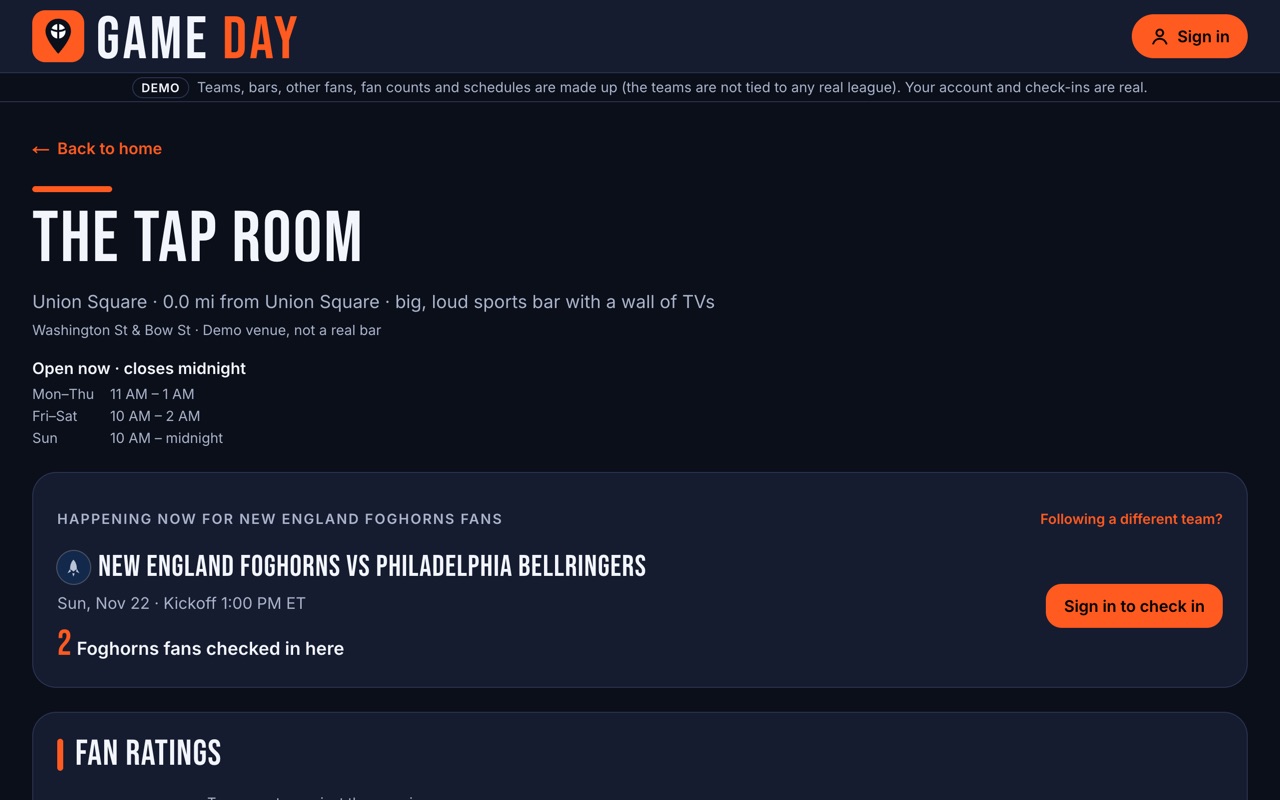 GAME DAY
Sign in
DEMO Teams, bars, other fans, fan counts and schedules are made up (the teams are not tied to any real league). Your account and check-ins are real.
← Back to home
THE TAP ROOM
Union Square · 0.0 mi from Union Square · big, loud sports bar with a wall of TVs
Washington St & Bow St · Demo venue, not a real bar
Open now · closes midnight
Mon–Thu 11 AM – 1 AM
Fri–Sat 10 AM – 2 AM
Sun 10 AM – midnight
HAPPENING NOW FOR NEW ENGLAND FOGHORNS FANS
Following a different team?
NEW ENGLAND FOGHORNS VS PHILADELPHIA BELLRINGERS
Sun, Nov 22 · Kickoff 1:00 PM ET
Sign in to check in
2 Foghorns fans checked in here
FAN RATINGS